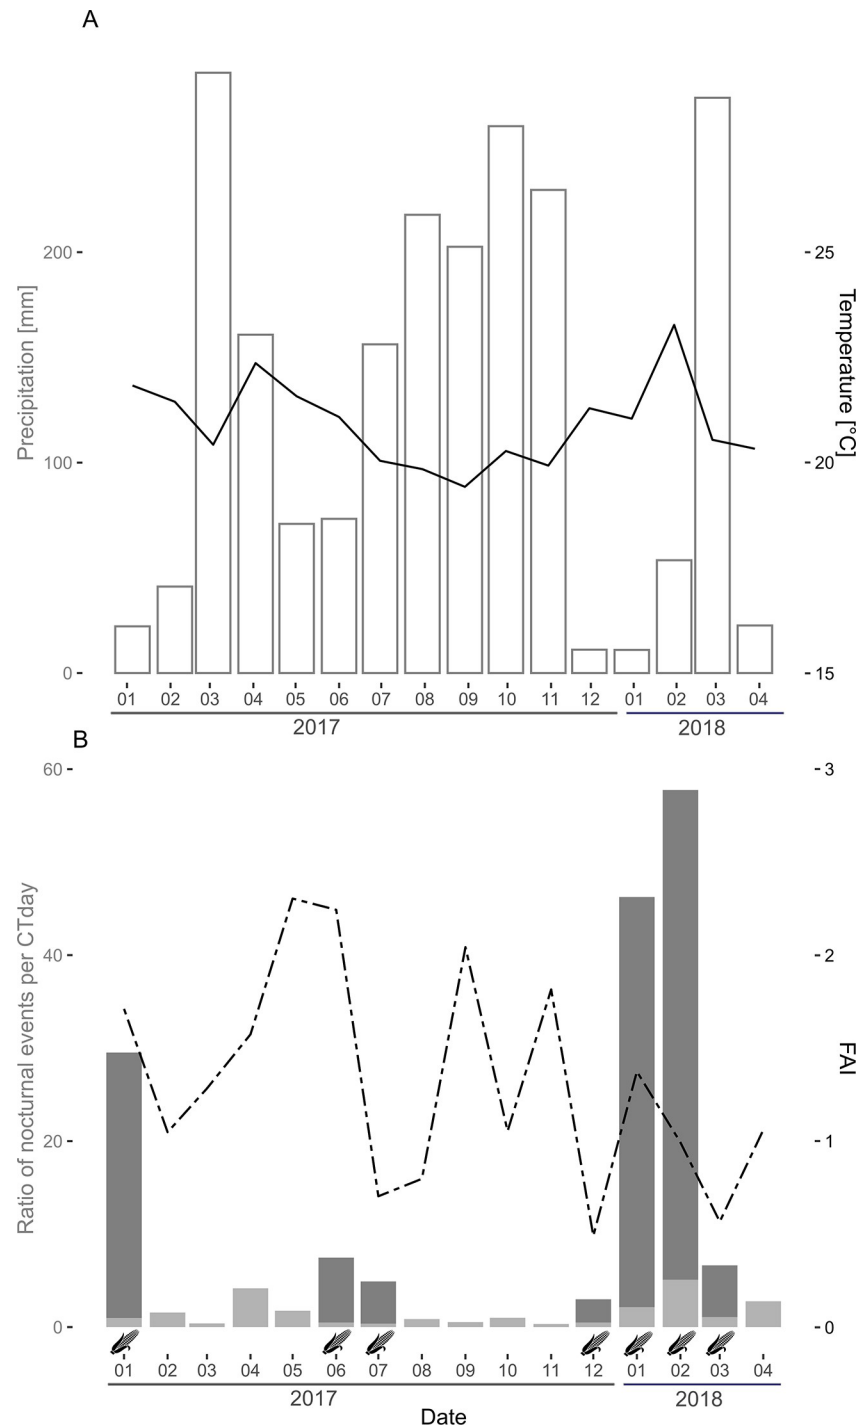 A
Precipitation [mm]
200
100
0
Temperature [°C]
25
20
15
01 02 03 04 05 06 07 08 09 10 11 12 01 02 03 04
2017 2018
B
Ratio of nocturnal events per CTday
60
40
20
0
FAI
3
2
1
0
01 02 03 04 05 06 07 08 09 10 11 12 01 02 03 04
2017 2018
Date